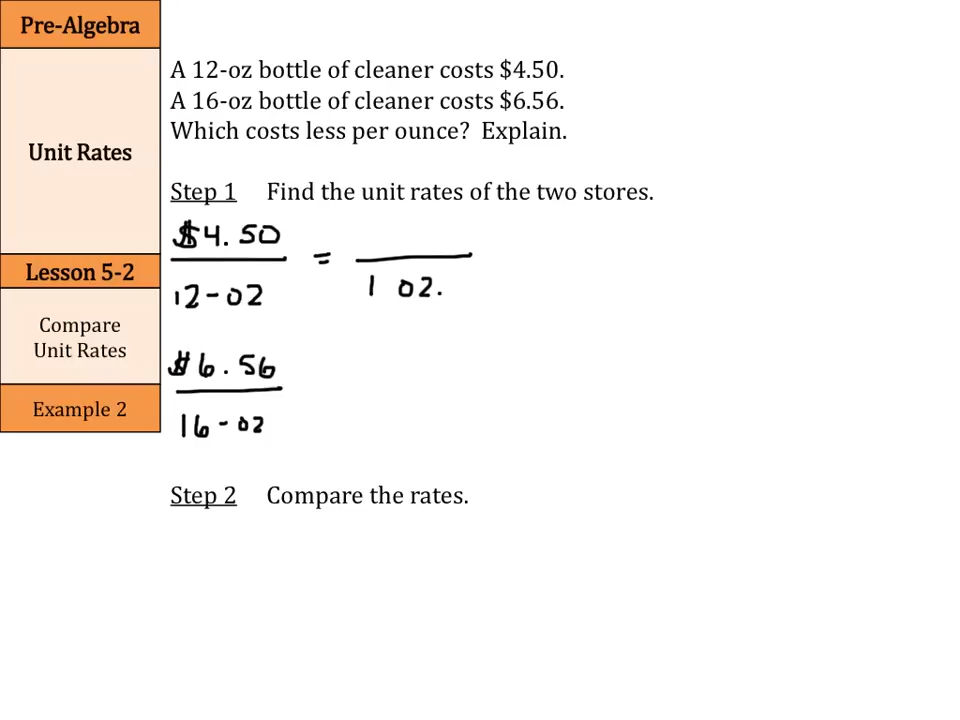 Pre-Algebra
Unit Rates
Lesson 5-2
Compare
Unit Rates
Example 2
A 12-oz bottle of cleaner costs $4.50.
A 16-oz bottle of cleaner costs $6.56.
Which costs less per ounce? Explain.
Step 1 Find the unit rates of the two stores.
$4.50
12-oz
=
1 oz.
$6.56
16-oz
Step 2 Compare the rates.